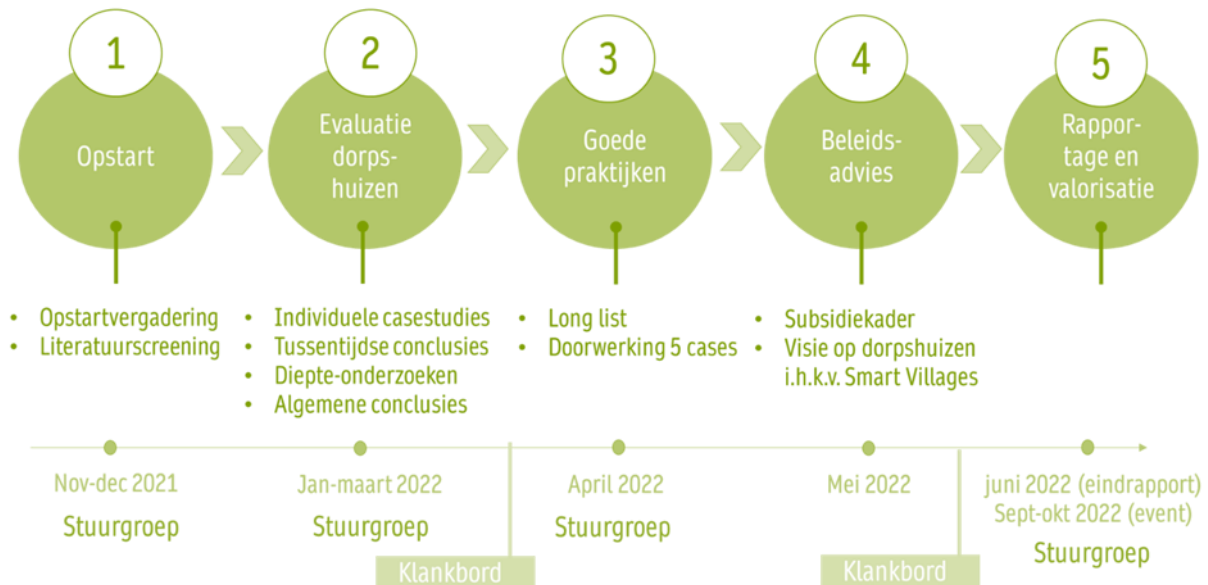 1
2
3
4
5
Opstart
Evaluatie
dorps-
huizen
Goede
praktijken
Beleids-
advies
Rappor-
tage en
valorisatie
• Opstartvergadering
• Literatuurscreening
• Individuele casestudies
• Tussentijdse conclusies
• Diepte-onderzoeken
• Algemene conclusies
• Long list
• Doorwerking 5 cases
• Subsidiekader
• Visie op dorpshuizen
i.h.k.v. Smart Villages
Nov-dec 2021
Stuurgroep
Jan-maart 2022
Stuurgroep
Klankbord
April 2022
Stuurgroep
Mei 2022
Klankbord
juni 2022 (eindrapport)
Sept-okt 2022 (event)
Stuurgroep